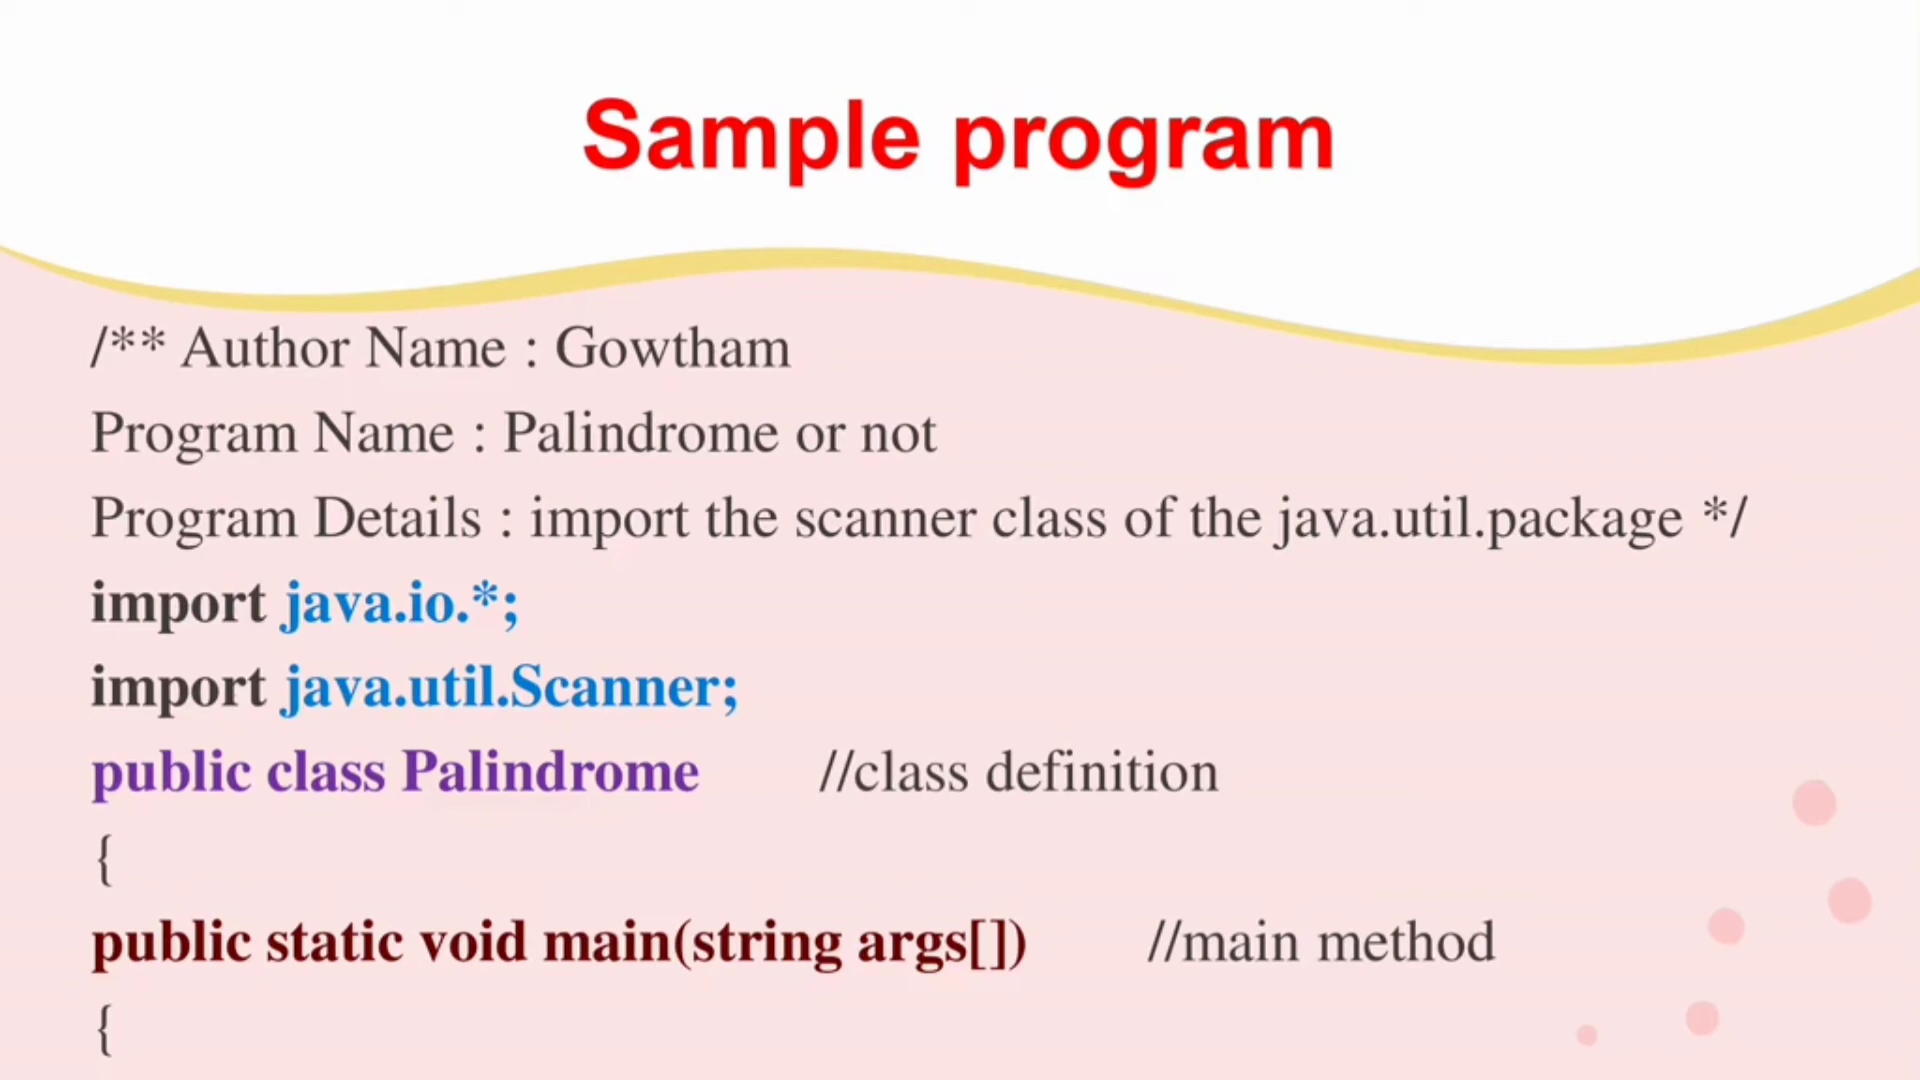 Sample program
/** Author Name : Gowtham
Program Name : Palindrome or not
Program Details : import the scanner class of the java.util.package */
import java.io.*;
import java.util.Scanner;
public class Palindrome //class definition
{
public static void main(string args[]) //main method
{